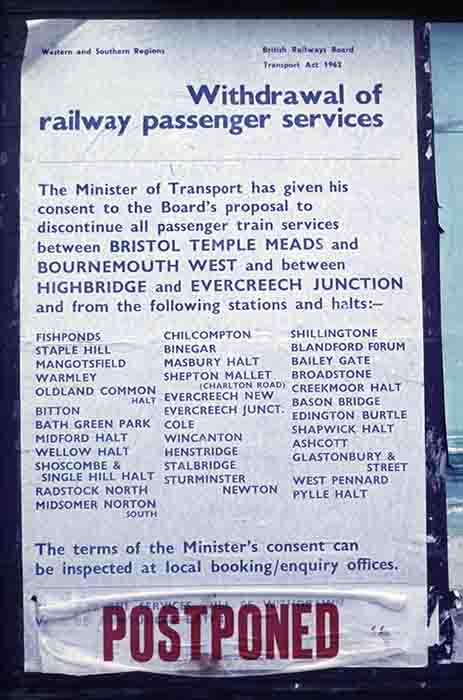 Western and Southern Regions
British Railways Board
Transport Act 1962
Withdrawal of
railway passenger services
The Minister of Transport has given his
consent to the Board's proposal to
discontinue all passenger train services
between BRISTOL TEMPLE MEADS and
BOURNEMOUTH WEST and between
HIGHBRIDGE and EVERCREECH JUNCTION
and from the following stations and halts:—
FISHPONDS
STAPLE HILL
MANGOTSFIELD
WARMLEY
OLDLAND COMMON
HALT
BITTON
BATH GREEN PARK
MIDFORD HALT
WELLOW HALT
SHOSCOMBE &
SINGLE HILL HALT
RADSTOCK NORTH
MIDSOMER NORTON
SOUTH
CHILCOMPTON
BINEGAR
MASBURY HALT
SHEPTON MALLET
(CHARLTON ROAD)
EVERCREECH NEW
EVERCREECH JUNCT.
COLE
WINCANTON
HENSTRIDGE
STALBRIDGE
STURMINSTER
NEWTON
SHILLINGTONE
BLANDFORD FORUM
BAILEY GATE
BROADSTONE
CREEKMOOR HALT
BASON BRIDGE
EDINGTON BURTLE
SHAPWICK HALT
ASHCOTT
GLASTONBURY &
STREET
WEST PENNARD
PYLLE HALT
The terms of the Minister's consent can
be inspected at local booking/enquiry offices.
SERVICES WILL BE WITHDRAWN
POSTPONED